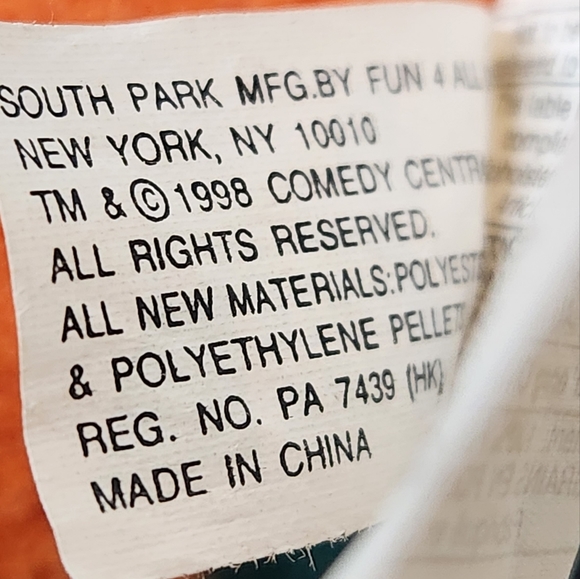 SOUTH PARK MFG.BY FUN 4 ALL
NEW YORK, NY 10010
TM & ©1998 COMEDY CENTR
ALL RIGHTS RESERVED.
ALL NEW MATERIALS:POLYEST
& POLYETHYLENE PELLET
REG. NO. PA 7439 (HK)
MADE IN CHINA